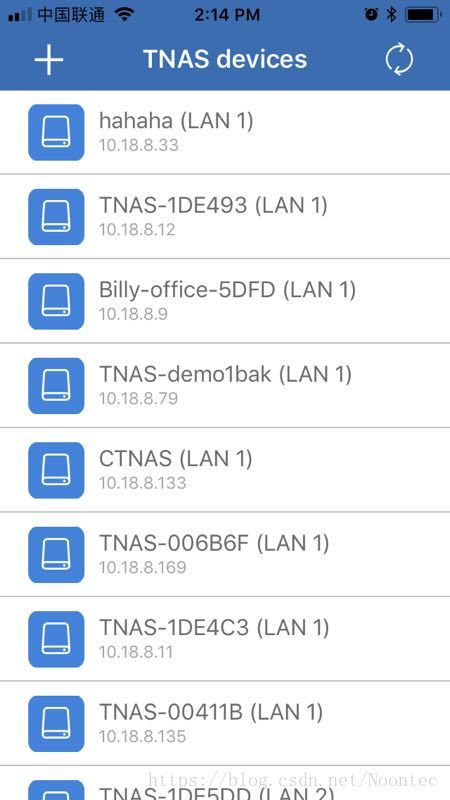 中国联通 2:14 PM
TNAS devices
hahaha (LAN 1)
10.18.8.33
TNAS-1DE493 (LAN 1)
10.18.8.12
Billy-office-5DFD (LAN 1)
10.18.8.9
TNAS-demo1bak (LAN 1)
10.18.8.79
CTNAS (LAN 1)
10.18.8.133
TNAS-006B6F (LAN 1)
10.18.8.169
TNAS-1DE4C3 (LAN 1)
10.18.8.11
TNAS-00411B (LAN 1)
10.18.8.135
https://blog.csdn.net/Noontec
TNAS-1DE5DD (LAN 2)